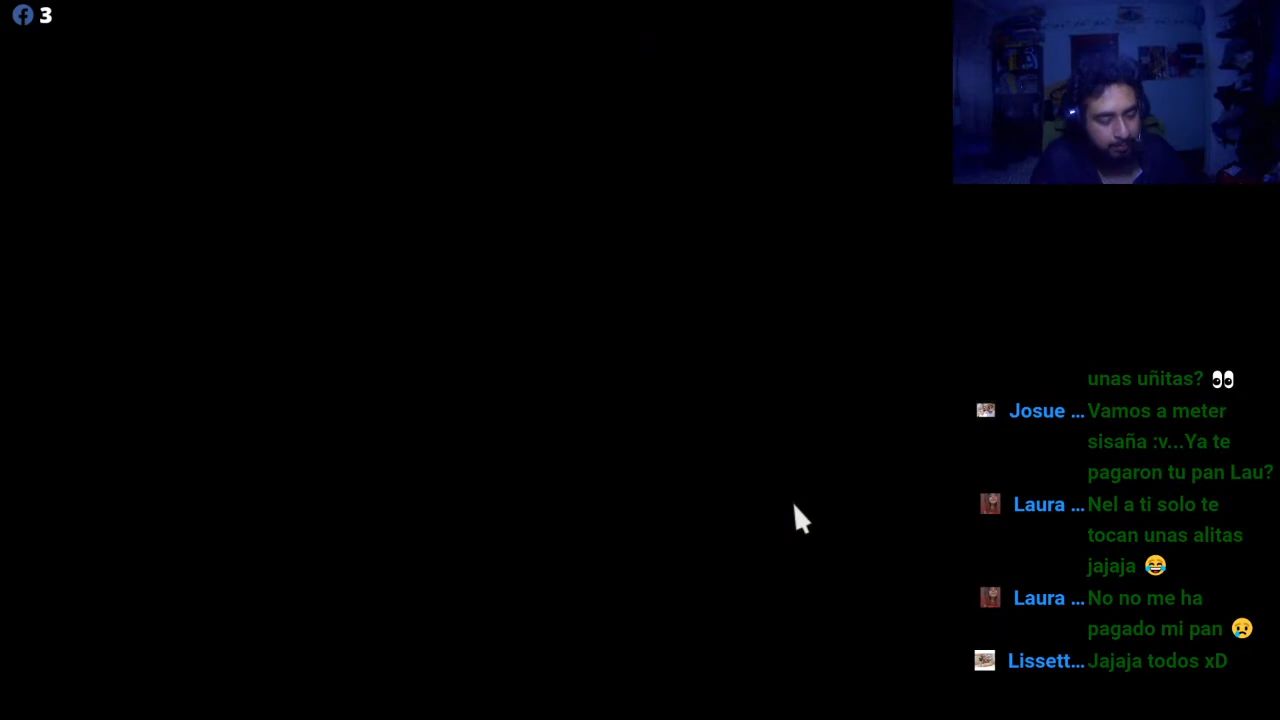 3
unas uñitas? 👀
Josue ... Vamos a meter
sisaña :v...Ya te
pagaron tu pan Lau?
Laura ... Nel a ti solo te
tocan unas alitas
jajaja 😂
Laura ... No no me ha
pagado mi pan 😢
Lissett... Jajaja todos xD